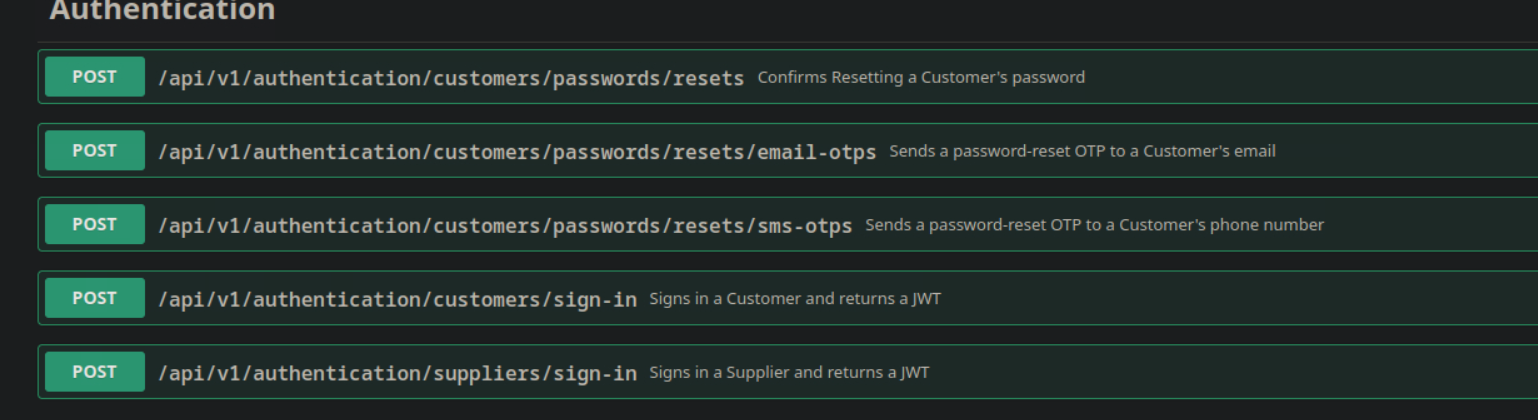 Authentication
POST /api/v1/authentication/customers/passwords/resets Confirms Resetting a Customer's password
POST /api/v1/authentication/customers/passwords/resets/email-otps Sends a password-reset OTP to a Customer's email
POST /api/v1/authentication/customers/passwords/resets/sms-otps Sends a password-reset OTP to a Customer's phone number
POST /api/v1/authentication/customers/sign-in Signs in a Customer and returns a JWT
POST /api/v1/authentication/suppliers/sign-in Signs in a Supplier and returns a JWT